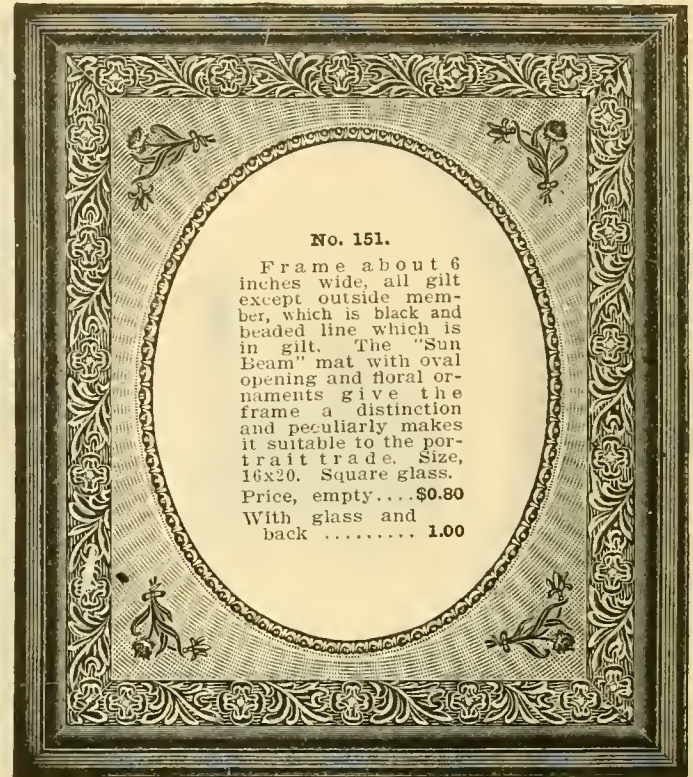 No. 151.
Frame about 6
inches wide, all gilt
except outside mem-
ber, which is black and
beaded line which is
in gilt. The "Sun
Beam" mat with oval
opening and floral or-
naments give the
frame a distinction
and peculiarly makes
it suitable to the por-
trait trade. Size,
16x20. Square glass.
Price, empty....$0.80
With glass and
back ......... 1.00